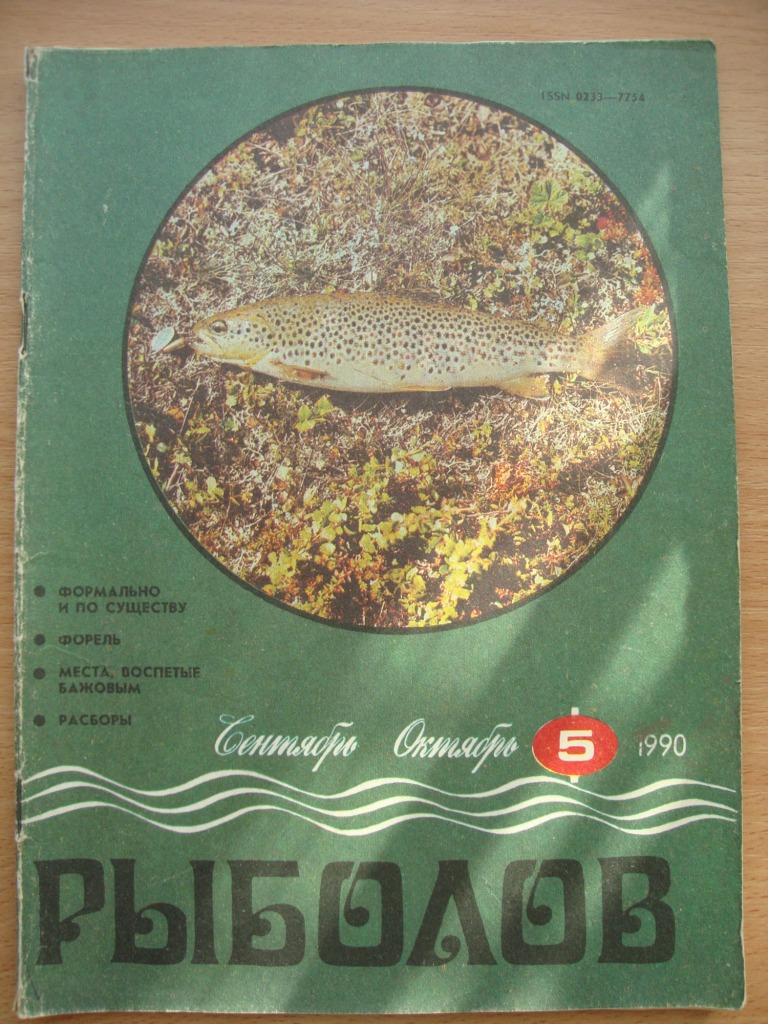 ISSN 0233—7754
● ФОРМАЛЬНО
И ПО СУЩЕСТВУ
● ФОРЕЛЬ
● МЕСТА, ВОСПЕТЫЕ
БАЖОВЫМ
● РАСБОРЫ
Сентябрь Октябрь 5 1990
РЫБОЛОВ